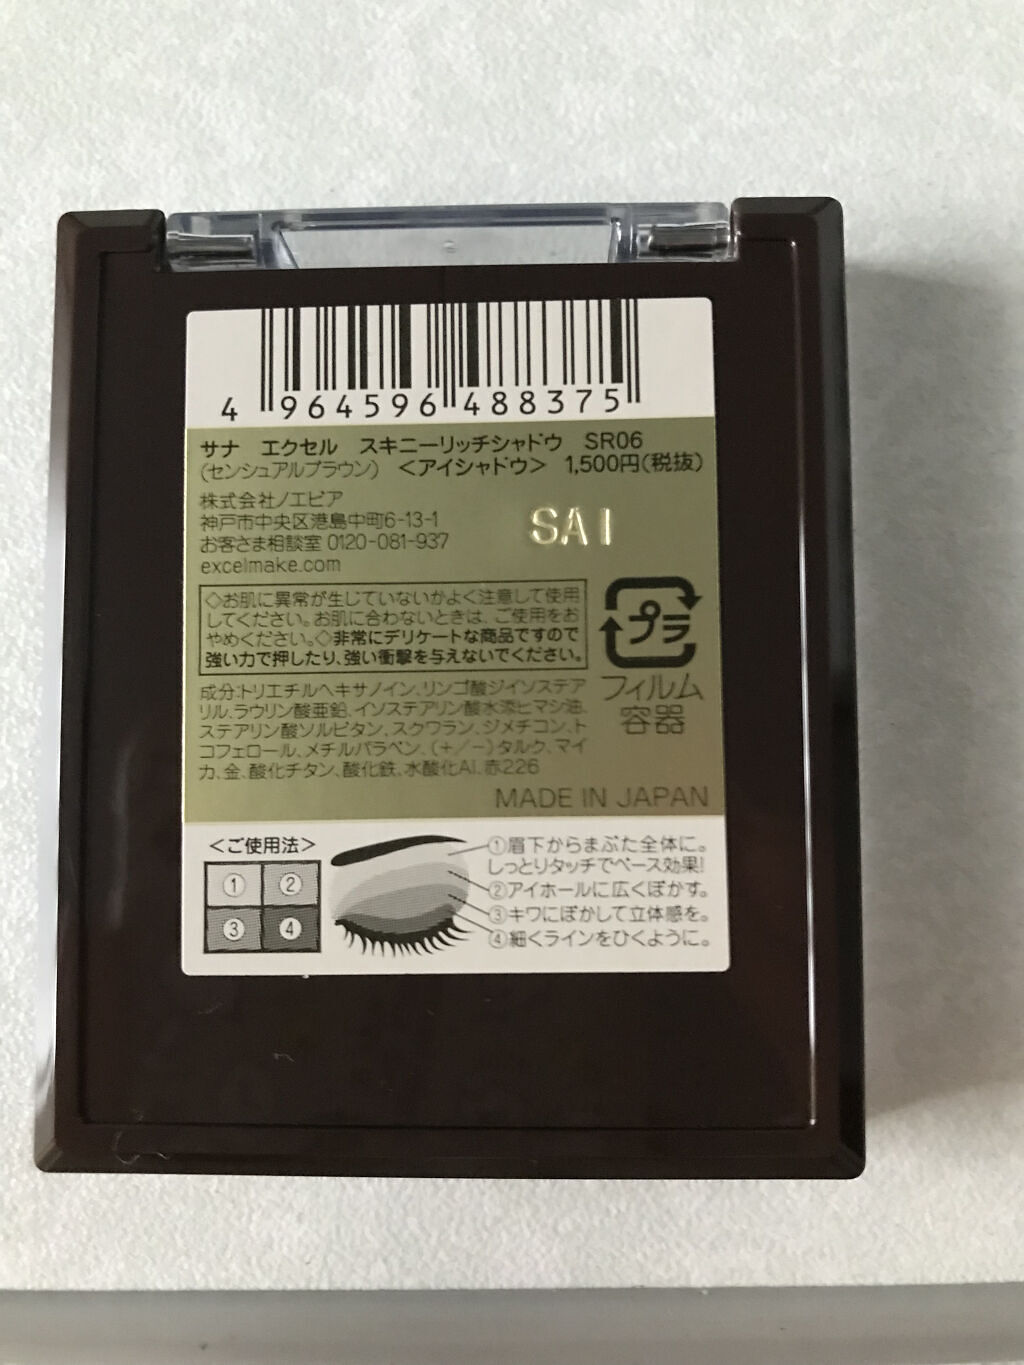 4 964596 488375
サナ エクセル スキニーリッチシャドウ SR06
(センシュアルブラウン) <アイシャドウ> 1,500円(税抜)
株式会社ノエビア
神戸市中央区港島中町6-13-1
お客さま相談室 0120-081-937
excelmake.com
SA1
◇お肌に異常が生じていないかよく注意して使用
してください。お肌に合わないときは、ご使用をお
やめください。◇非常にデリケートな商品ですので
強い力で押したり、強い衝撃を与えないでください。
プラ
フィルム
容器
成分:トリエチルヘキサノイン、リンゴ酸ジイソステア
リル、ラウリン酸亜鉛、イソステアリン酸水添ヒマシ油、
ステアリン酸ソルビタン、スクワラン、ジメチコン、ト
コフェロール、メチルパラベン、(+/-)タルク、マイ
カ、金、酸化チタン、酸化鉄、水酸化Al、赤226
MADE IN JAPAN
<ご使用法>
① ②
③ ④
①眉下からまぶた全体に。
しっとりタッチでベース効果!
②アイホールに広くぼかす。
③キワにぼかして立体感を。
④細くラインをひくように。